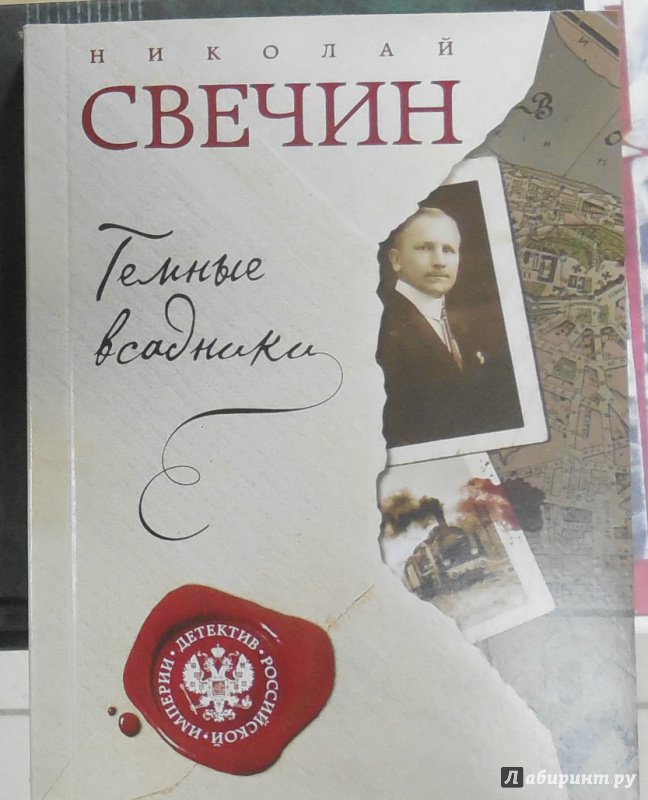 НИКОЛАЙ
СВЕЧИН
В
Темные
всадники
ДЕТЕКТИВ • РОССИЙСКОЙ • ИМПЕРИИ •
Лабиринт.ру